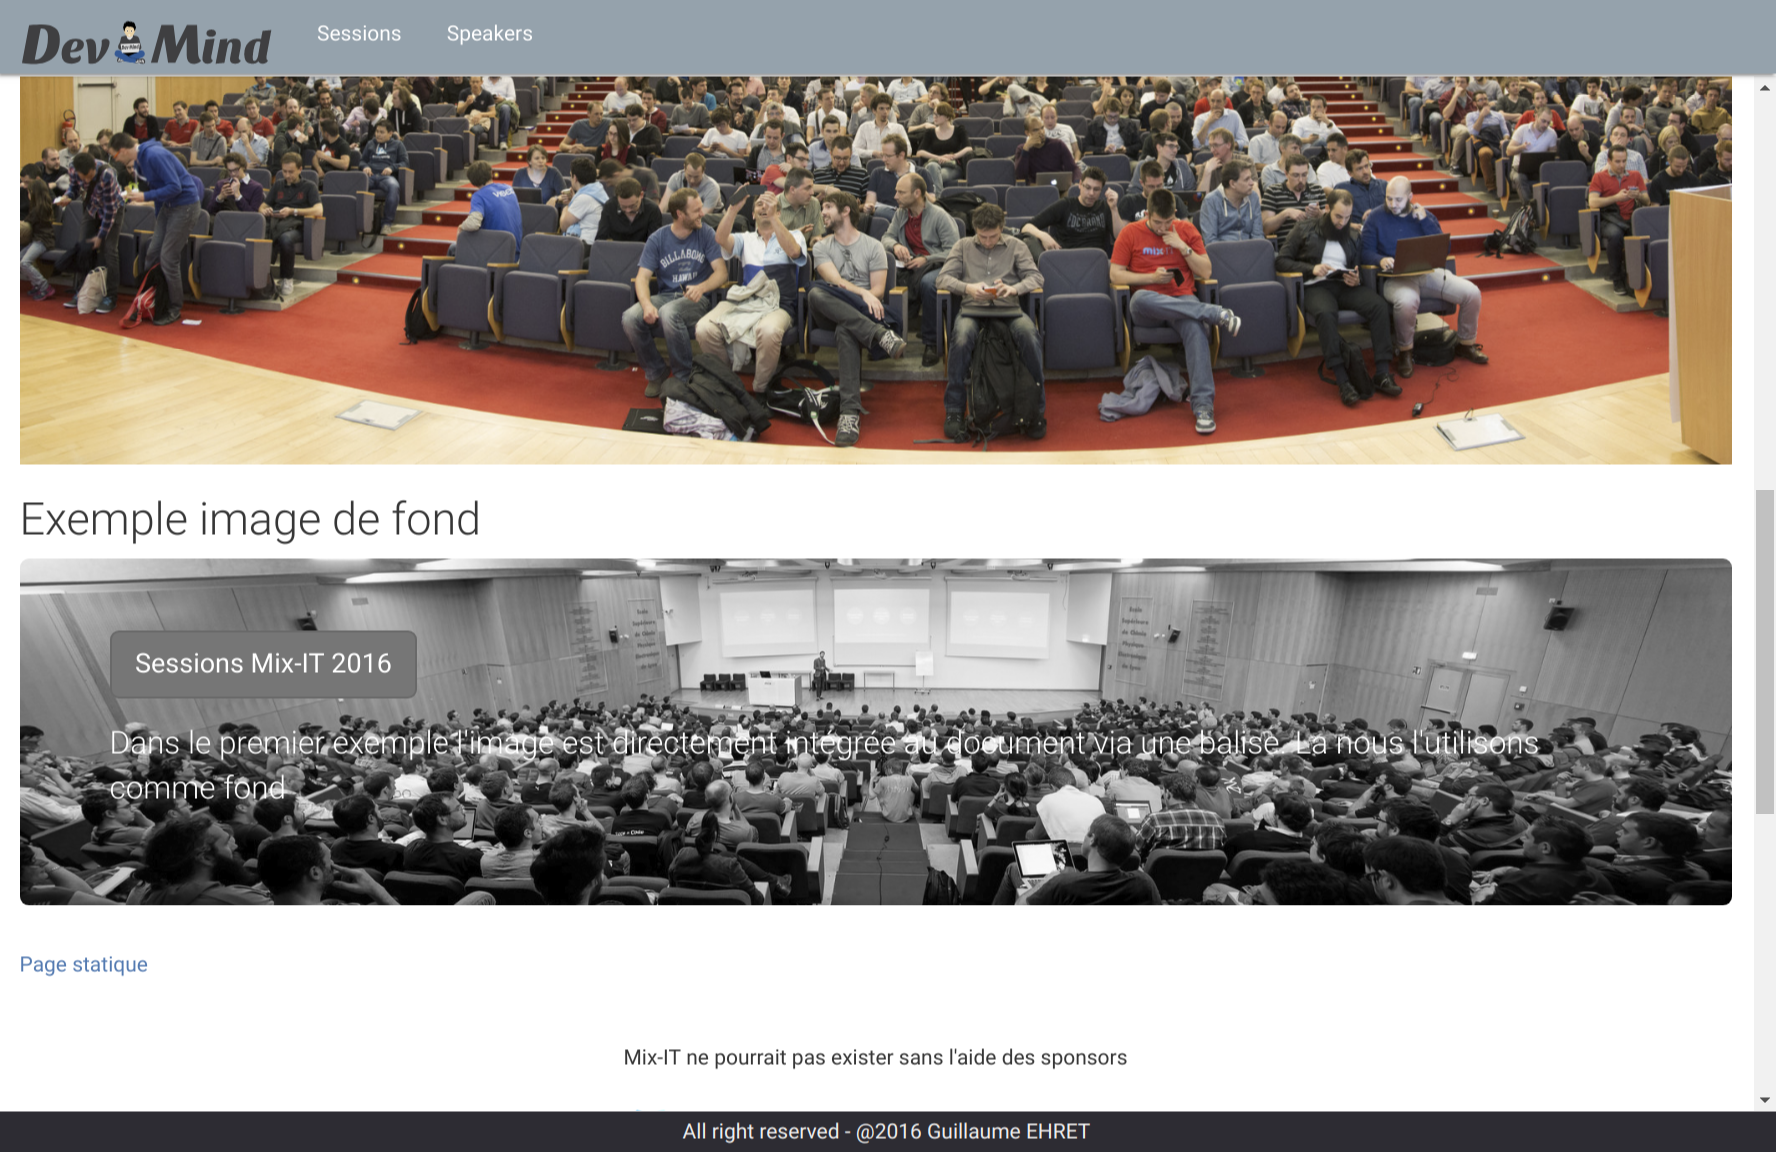 Dev Mind
Sessions
Speakers
BILLABONG
HAWAII
Exemple image de fond
Sessions Mix-IT 2016
Dans le premier exemple l'image est directement intégrée au document via une balise. La nous l'utilisons
comme fond
Page statique
Mix-IT ne pourrait pas exister sans l'aide des sponsors
All right reserved - @2016 Guillaume EHRET